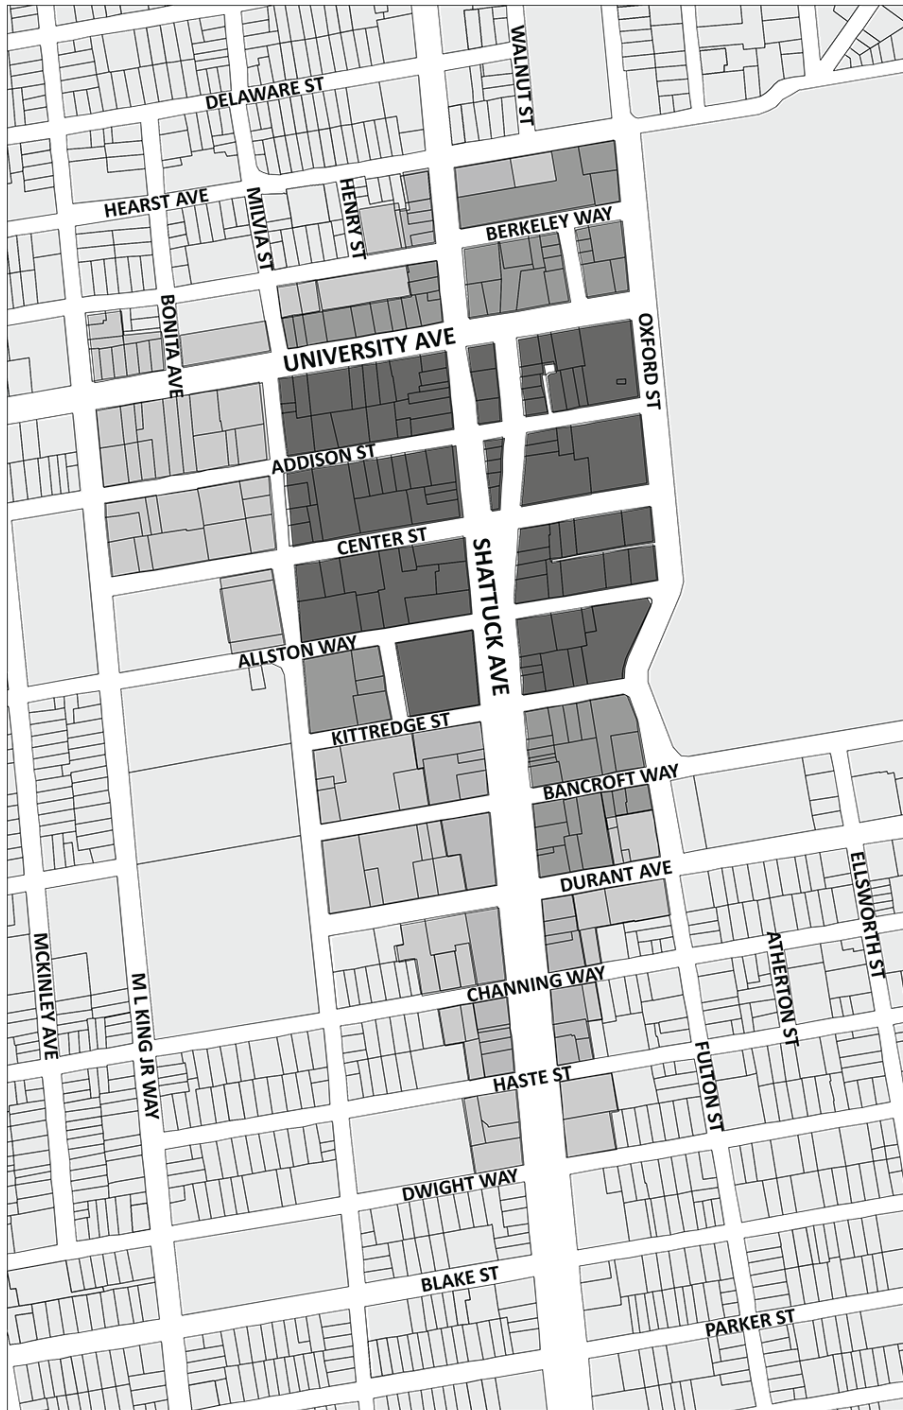 WALNUT ST
DELAWARE ST
HEARST AVE
MILVIA ST
HENRY ST
BERKELEY WAY
BONITA AVE
UNIVERSITY AVE
OXFORD ST
ADDISON ST
CENTER ST
SHATTUCK AVE
ALLSTON WAY
KITTREDGE ST
BANCROFT WAY
DURANT AVE
ELLSWORTH ST
MCKINLEY AVE
M L KING JR WAY
CHANNING WAY
ATHERTON ST
HASTE ST
FULTON ST
DWIGHT WAY
BLAKE ST
PARKER ST